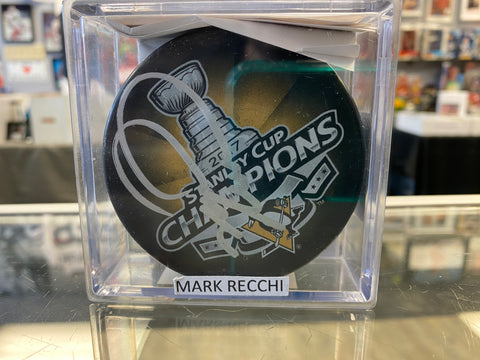 STANLEY CUP
CHAMPIONS
MARK RECCHI